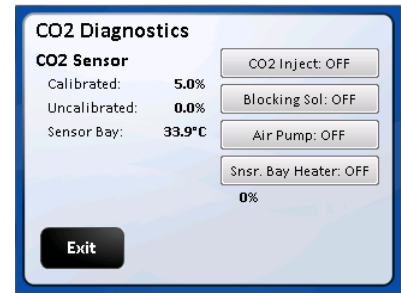 CO2 Diagnostics
CO2 Sensor
Calibrated: 5.0%
Uncalibrated: 0.0%
Sensor Bay: 33.9°C
CO2 Inject: OFF
Blocking Sol: OFF
Air Pump: OFF
Snsr. Bay Heater: OFF
0%
Exit